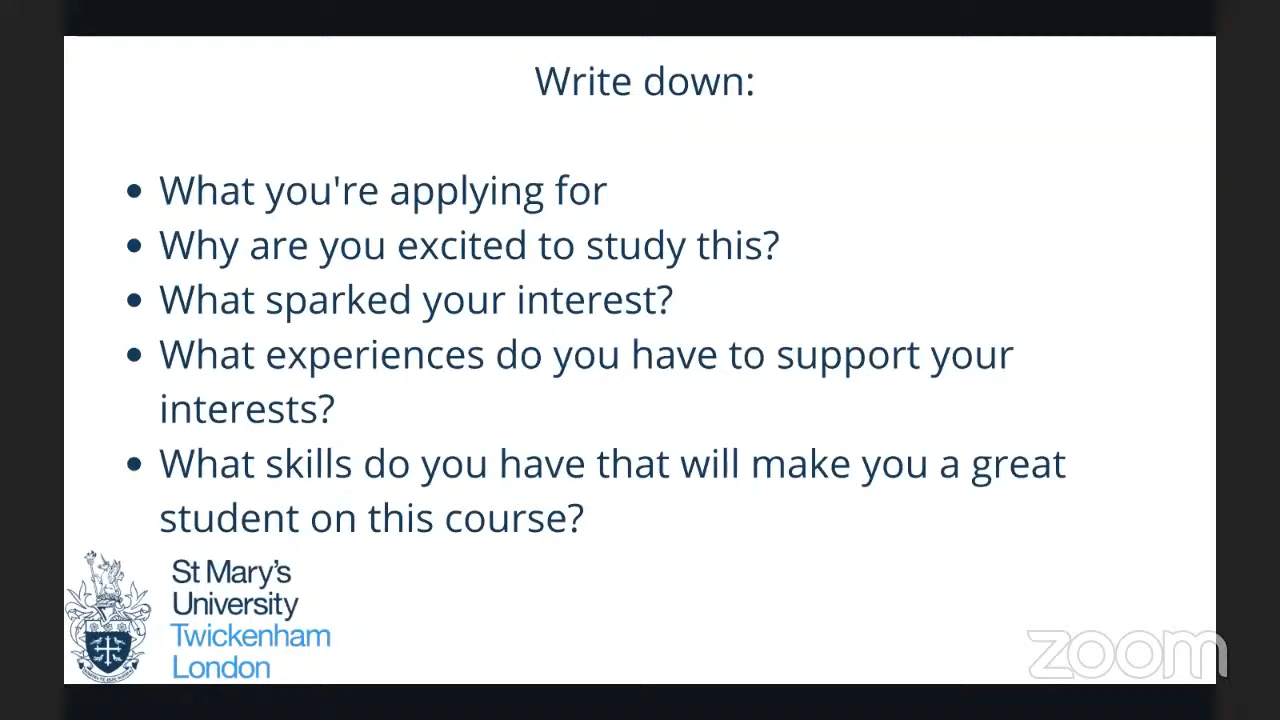 Write down:
What you're applying for
Why are you excited to study this?
What sparked your interest?
What experiences do you have to support your
interests?
What skills do you have that will make you a great
student on this course?
St Mary's
University
Twickenham
London
zoom